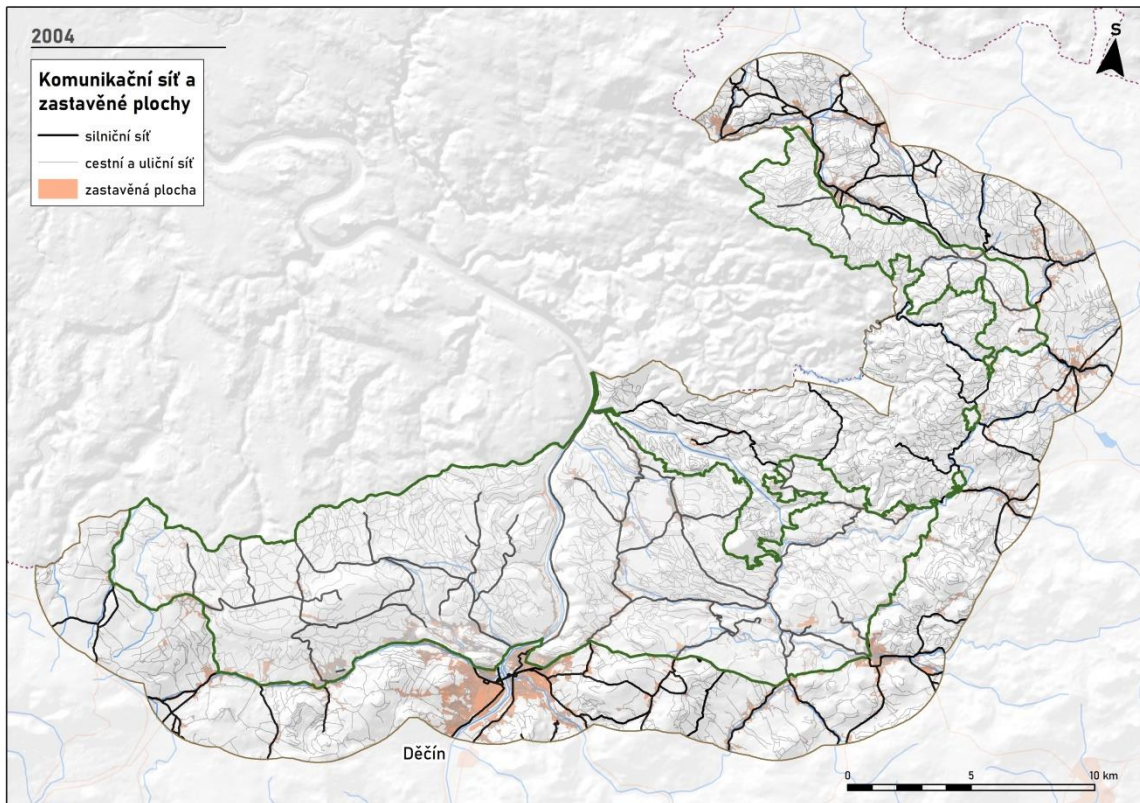 2004
Komunikační síť a
zastavěné plochy
silniční síť
cestní a uliční síť
zastavěná plocha
S
Děčín
0 5 10 km